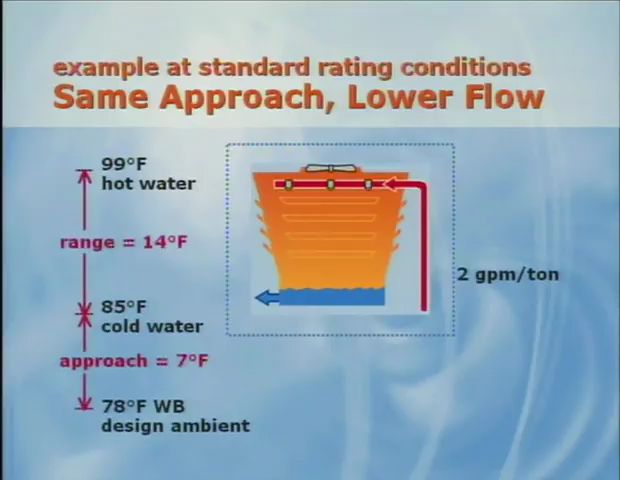 example at standard rating conditions
Same Approach, Lower Flow
99°F
hot water
range = 14°F
85°F
cold water
approach = 7°F
78°F WB
design ambient
2 gpm/ton